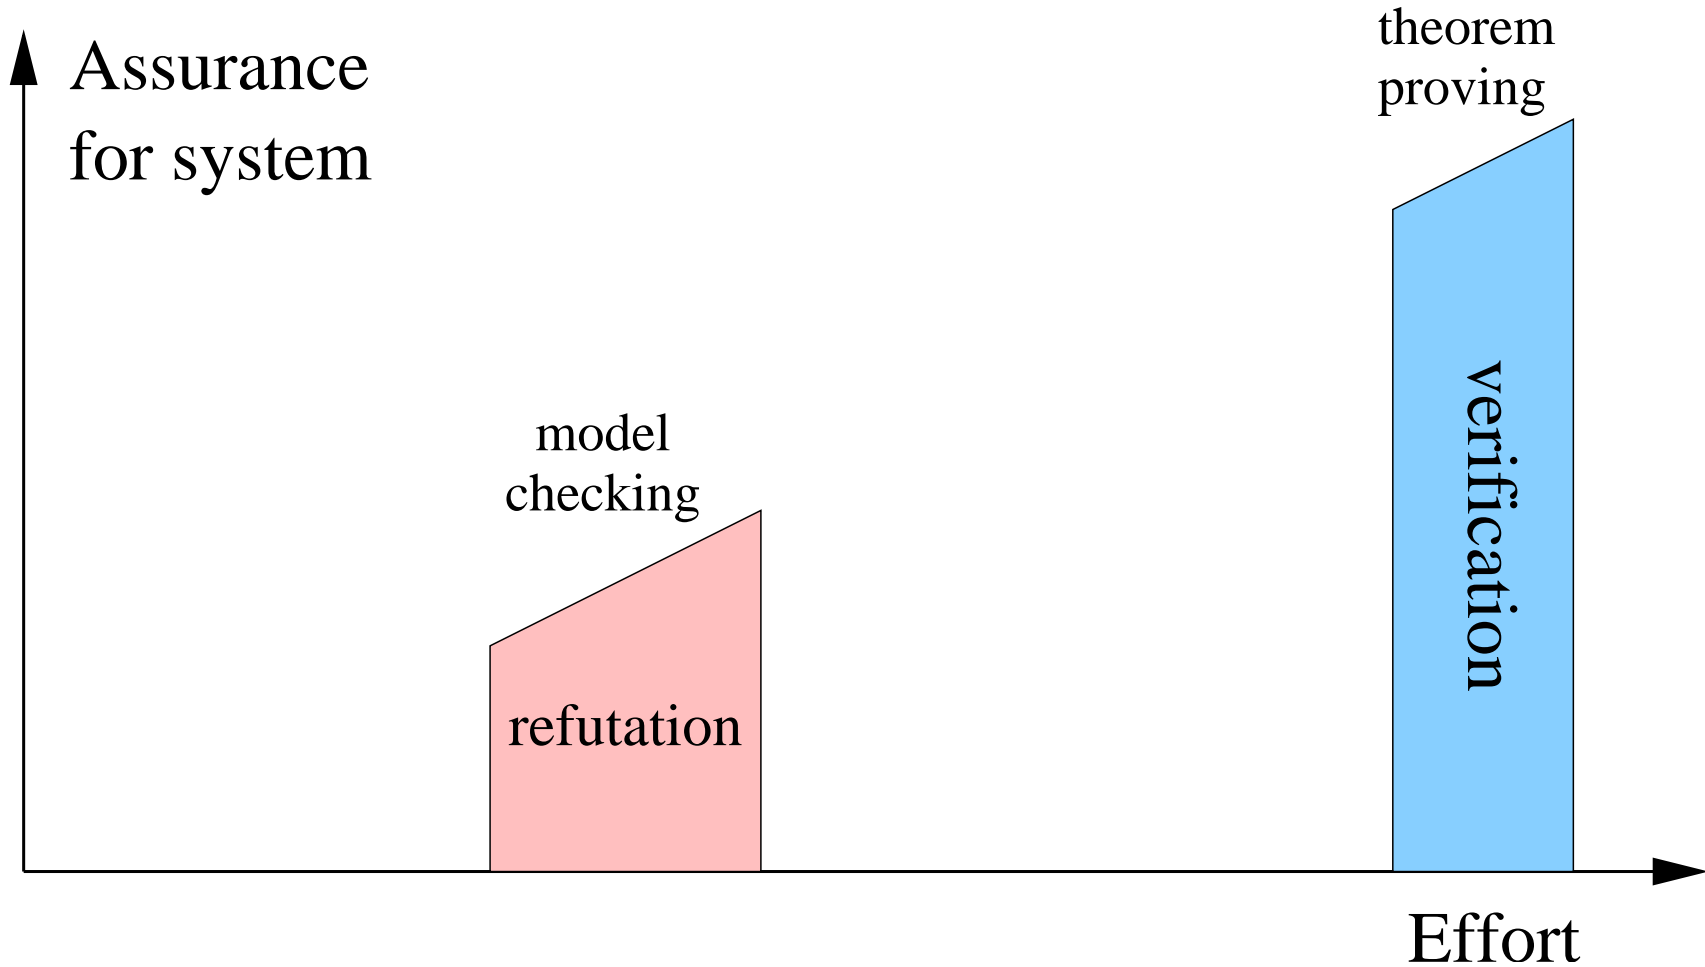 Assurance
for system
theorem
proving
model
checking
refutation
verification
Effort